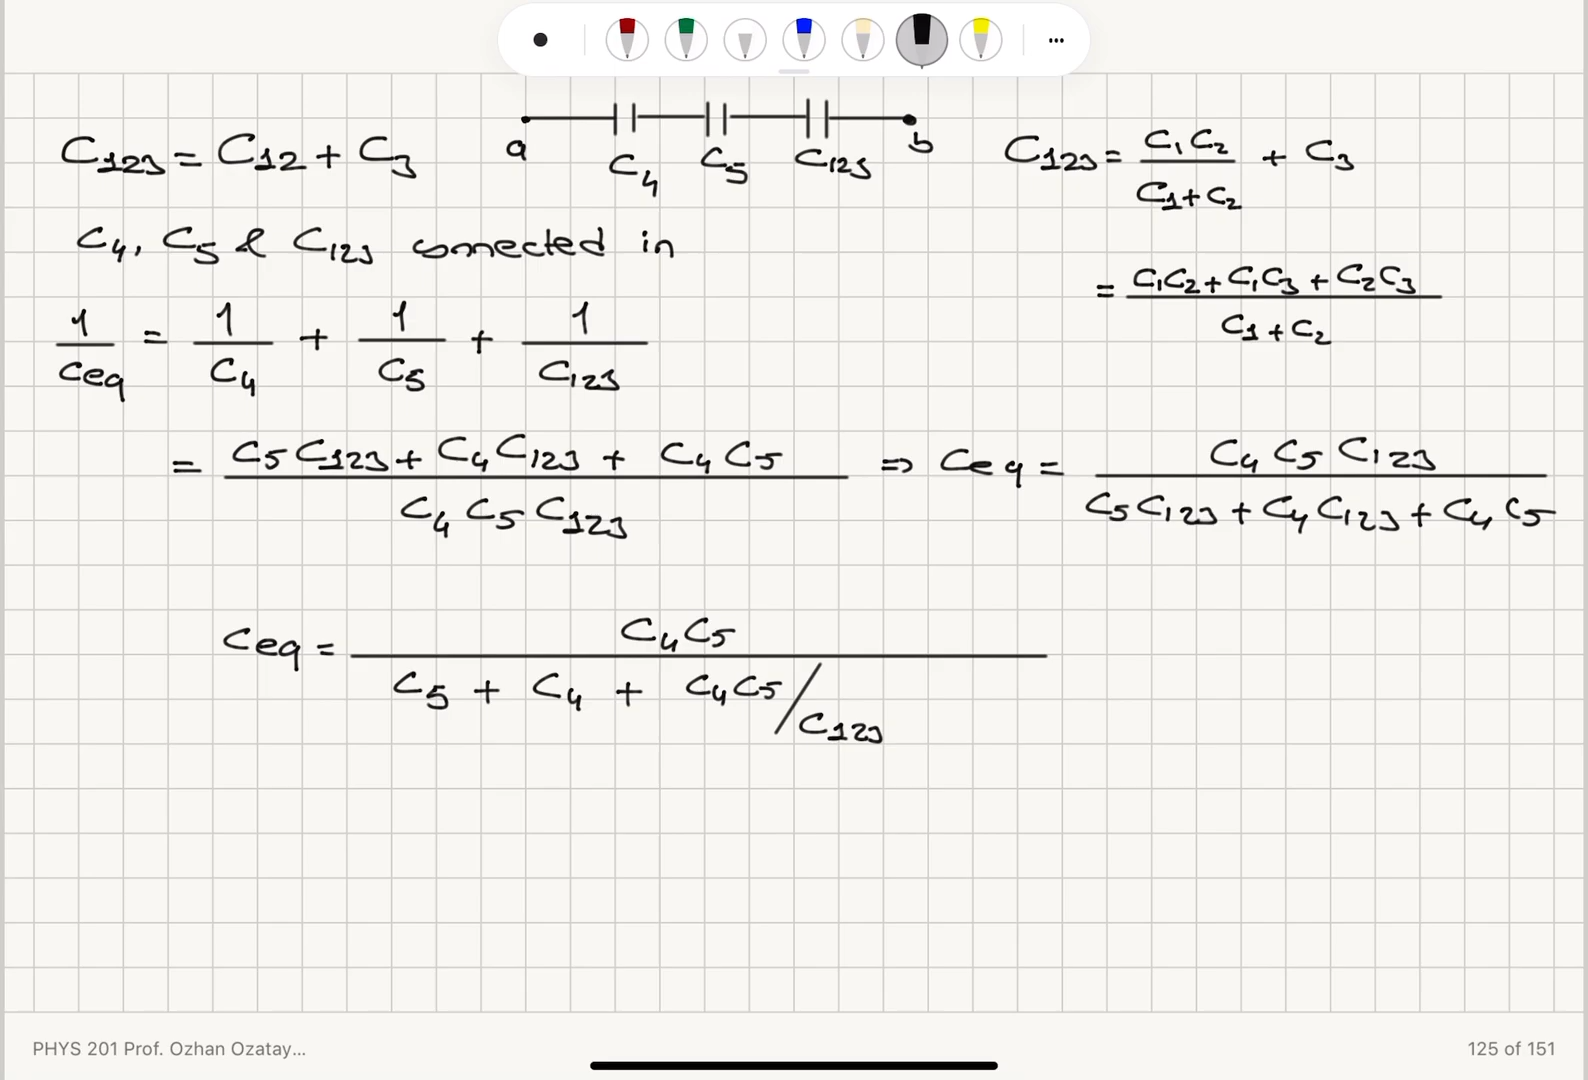 C₁₂₃ = C₁₂ + C₃
a b
C₄ C₅ C₁₂₃
C₁₂₃ = C₁C₂ / (C₁+C₂) + C₃
C₄, C₅ & C₁₂₃ connected in
= (C₁C₂+C₁C₃+C₂C₃) / (C₁+C₂)
1/Ceq = 1/C₄ + 1/C₅ + 1/C₁₂₃
= (C₅C₁₂₃+C₄C₁₂₃+C₄C₅) / (C₄C₅C₁₂₃) ⇒ Ceq = C₄C₅C₁₂₃ / (C₅C₁₂₃+C₄C₁₂₃+C₄C₅)
Ceq = C₄C₅ / (C₅ + C₄ + C₄C₅/C₁₂₃)
PHYS 201 Prof. Ozhan Ozatay... 125 of 151